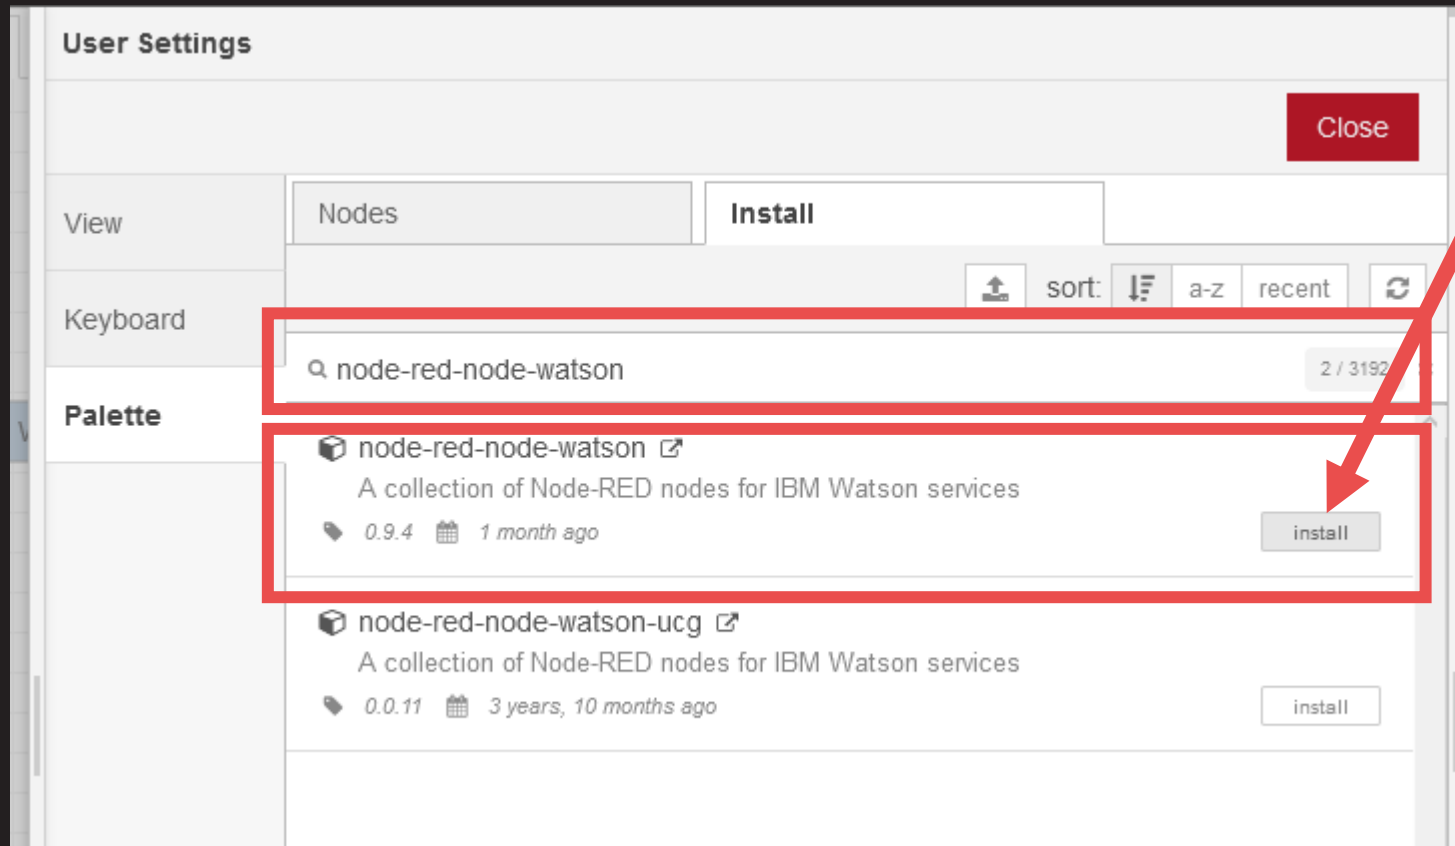 User Settings
Close
View
Nodes
Install
sort:
a-z
recent
Keyboard
node-red-node-watson
2 / 3192
Palette
node-red-node-watson
A collection of Node-RED nodes for IBM Watson services
0.9.4
1 month ago
install
node-red-node-watson-ucg
A collection of Node-RED nodes for IBM Watson services
0.0.11
3 years, 10 months ago
install